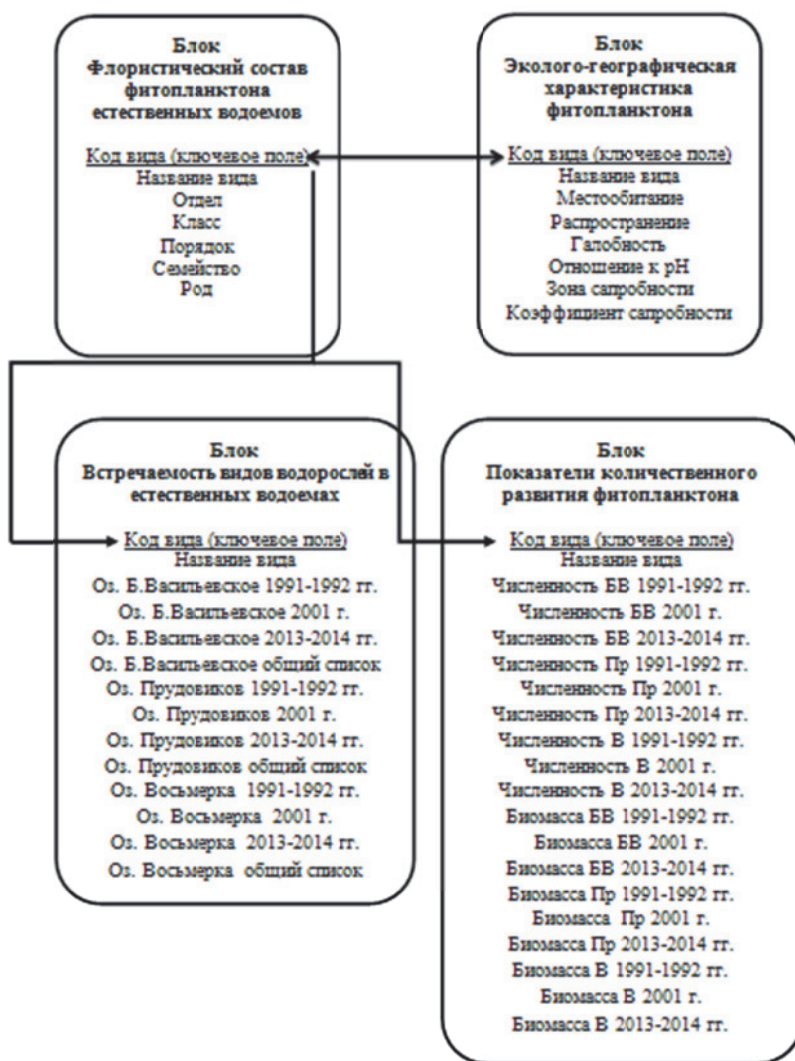 Блок
Флористический состав
фитопланктона
естественных водоемов
Код вида (ключевое поле)
Название вида
Отдел
Класс
Порядок
Семейство
Род
Блок
Эколого-географическая
характеристика
фитопланктона
Код вида (ключевое поле)
Название вида
Местообитание
Распространение
Галобность
Отношение к pH
Зона сапробности
Коэффициент сапробности
Блок
Встречаемость видов водорослей в
естественных водоемах
Код вида (ключевое поле)
Название вида
Оз. Б.Васильевское 1991-1992 гг.
Оз. Б.Васильевское 2001 г.
Оз. Б.Васильевское 2013-2014 гг.
Оз. Б.Васильевское общий список
Оз. Прудовиков 1991-1992 гг.
Оз. Прудовиков 2001 г.
Оз. Прудовиков 2013-2014 гг.
Оз. Прудовиков общий список
Оз. Восьмерка 1991-1992 гг.
Оз. Восьмерка 2001 г.
Оз. Восьмерка 2013-2014 гг.
Оз. Восьмерка общий список
Блок
Показатели количественного
развития фитопланктона
Код вида (ключевое поле)
Название вида
Численность БВ 1991-1992 гг.
Численность БВ 2001 г.
Численность БВ 2013-2014 гг.
Численность Пр 1991-1992 гг.
Численность Пр 2001 г.
Численность Пр 2013-2014 гг.
Численность В 1991-1992 гг.
Численность В 2001 г.
Численность В 2013-2014 гг.
Биомасса БВ 1991-1992 гг.
Биомасса БВ 2001 г.
Биомасса БВ 2013-2014 гг.
Биомасса Пр 1991-1992 гг.
Биомасса Пр 2001 г.
Биомасса Пр 2013-2014 гг.
Биомасса В 1991-1992 гг.
Биомасса В 2001 г.
Биомасса В 2013-2014 гг.